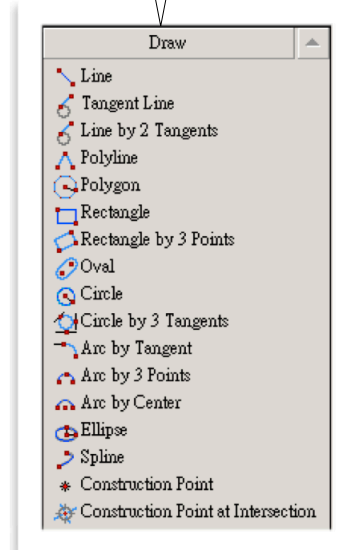 Draw
Line
Tangent Line
Line by 2 Tangents
Polyline
Polygon
Rectangle
Rectangle by 3 Points
Oval
Circle
Circle by 3 Tangents
Arc by Tangent
Arc by 3 Points
Arc by Center
Ellipse
Spline
Construction Point
Construction Point at Intersection